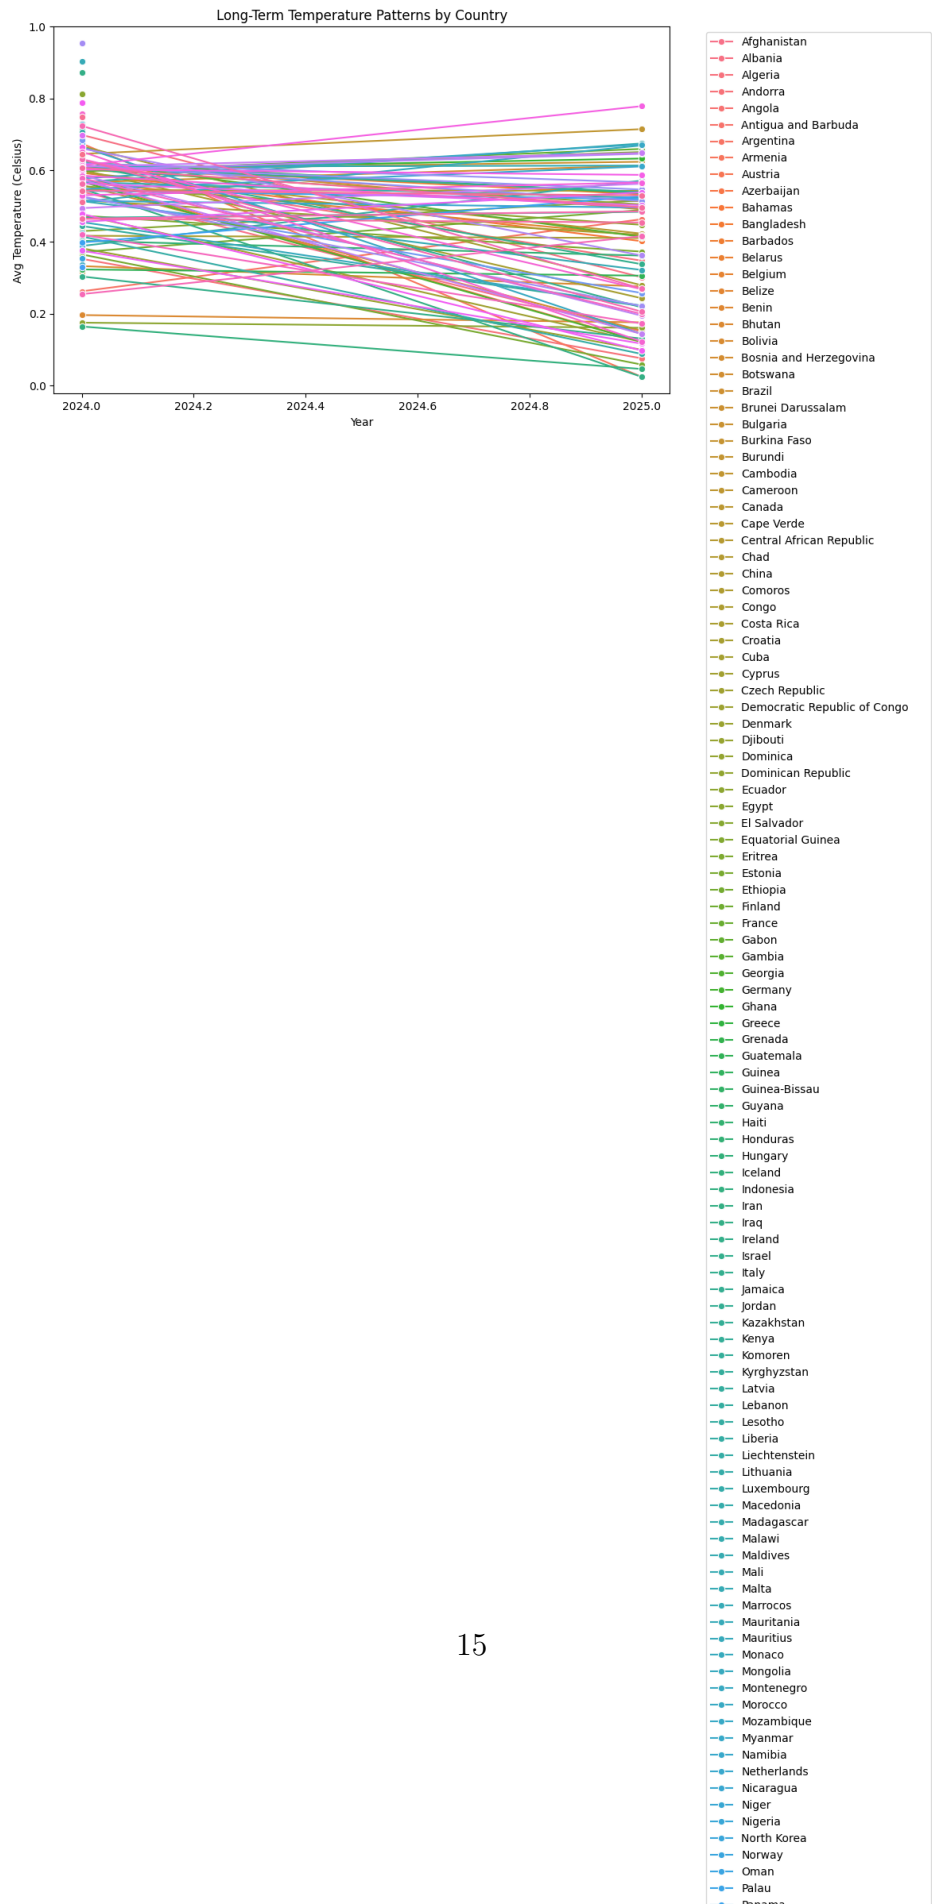 Long-Term Temperature Patterns by Country
1.0
0.8
0.6
0.4
0.2
0.0
Avg Temperature (Celsius)
2024.0 2024.2 2024.4 2024.6 2024.8 2025.0
Year
Afghanistan
Albania
Algeria
Andorra
Angola
Antigua and Barbuda
Argentina
Armenia
Austria
Azerbaijan
Bahamas
Bangladesh
Barbados
Belarus
Belgium
Belize
Benin
Bhutan
Bolivia
Bosnia and Herzegovina
Botswana
Brazil
Brunei Darussalam
Bulgaria
Burkina Faso
Burundi
Cambodia
Cameroon
Canada
Cape Verde
Central African Republic
Chad
China
Comoros
Congo
Costa Rica
Croatia
Cuba
Cyprus
Czech Republic
Democratic Republic of Congo
Denmark
Djibouti
Dominica
Dominican Republic
Ecuador
Egypt
El Salvador
Equatorial Guinea
Eritrea
Estonia
Ethiopia
Finland
France
Gabon
Gambia
Georgia
Germany
Ghana
Greece
Grenada
Guatemala
Guinea
Guinea-Bissau
Guyana
Haiti
Honduras
Hungary
Iceland
Indonesia
Iran
Iraq
Ireland
Israel
Italy
Jamaica
Jordan
Kazakhstan
Kenya
Komoren
Kyrghyzstan
Latvia
Lebanon
Lesotho
Liberia
Liechtenstein
Lithuania
Luxembourg
Macedonia
Madagascar
Malawi
Maldives
Mali
Malta
Marrocos
Mauritania
Mauritius
Monaco
Mongolia
Montenegro
Morocco
Mozambique
Myanmar
Namibia
Netherlands
Nicaragua
Niger
Nigeria
North Korea
Norway
Oman
Palau
Panama
15